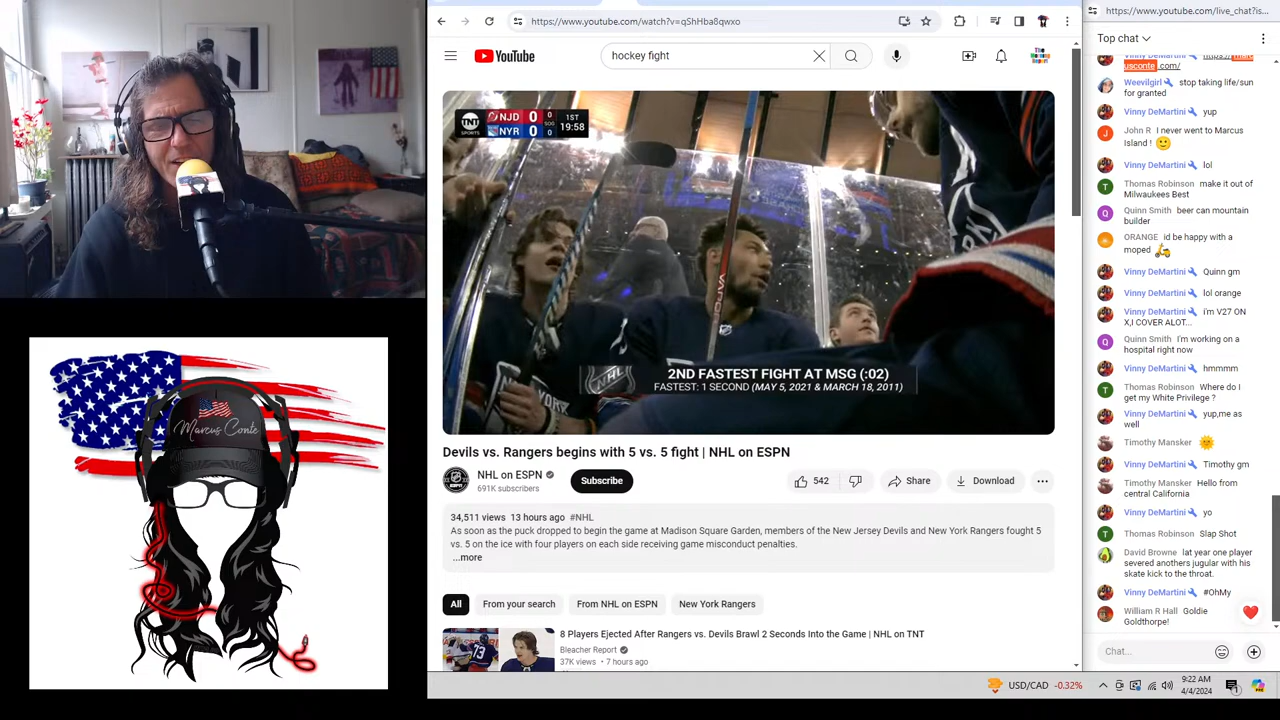 Marcus Conte
https://www.youtube.com/watch?v=qShHba8qwxo
YouTube
hockey fight
TNT SPORTS
NJD 0
NYR 0
0 SOG 0
1ST
19:58
NHL
2ND FASTEST FIGHT AT MSG (:02)
FASTEST: 1 SECOND (MAY 5, 2021 & MARCH 18, 2011)
Devils vs. Rangers begins with 5 vs. 5 fight | NHL on ESPN
NHL on ESPN
691K subscribers
Subscribe
542
Share
Download
34,511 views 13 hours ago #NHL
As soon as the puck dropped to begin the game at Madison Square Garden, members of the New Jersey Devils and New York Rangers fought 5
vs. 5 on the ice with four players on each side receiving game misconduct penalties.
...more
All
From your search
From NHL on ESPN
New York Rangers
8 Players Ejected After Rangers vs. Devils Brawl 2 Seconds Into the Game | NHL on TNT
Bleacher Report
37K views • 7 hours ago
https://www.youtube.com/live_chat?is...
Top chat
usconte.com/
Weevilgirl stop taking life/sun
for granted
Vinny DeMartini yup
John R I never went to Marcus
Island !
Vinny DeMartini lol
Thomas Robinson make it out of
Milwaukees Best
Quinn Smith beer can mountain
builder
ORANGE id be happy with a
moped
Vinny DeMartini Quinn gm
Vinny DeMartini lol orange
Vinny DeMartini i'm V27 ON
X,I COVER ALOT...
Quinn Smith I'm working on a
hospital right now
Vinny DeMartini hmmmm
Thomas Robinson Where do I
get my White Privilege ?
Vinny DeMartini yup,me as
well
Timothy Mansker
Vinny DeMartini Timothy gm
Timothy Mansker Hello from
central California
Vinny DeMartini yo
Thomas Robinson Slap Shot
David Browne lat year one player
severed anothers jugular with his
skate kick to the throat.
Vinny DeMartini #OhMy
William R Hall Goldie
Goldthorpe!
Chat...
USD/CAD -0.32%
9:22 AM
4/4/2024